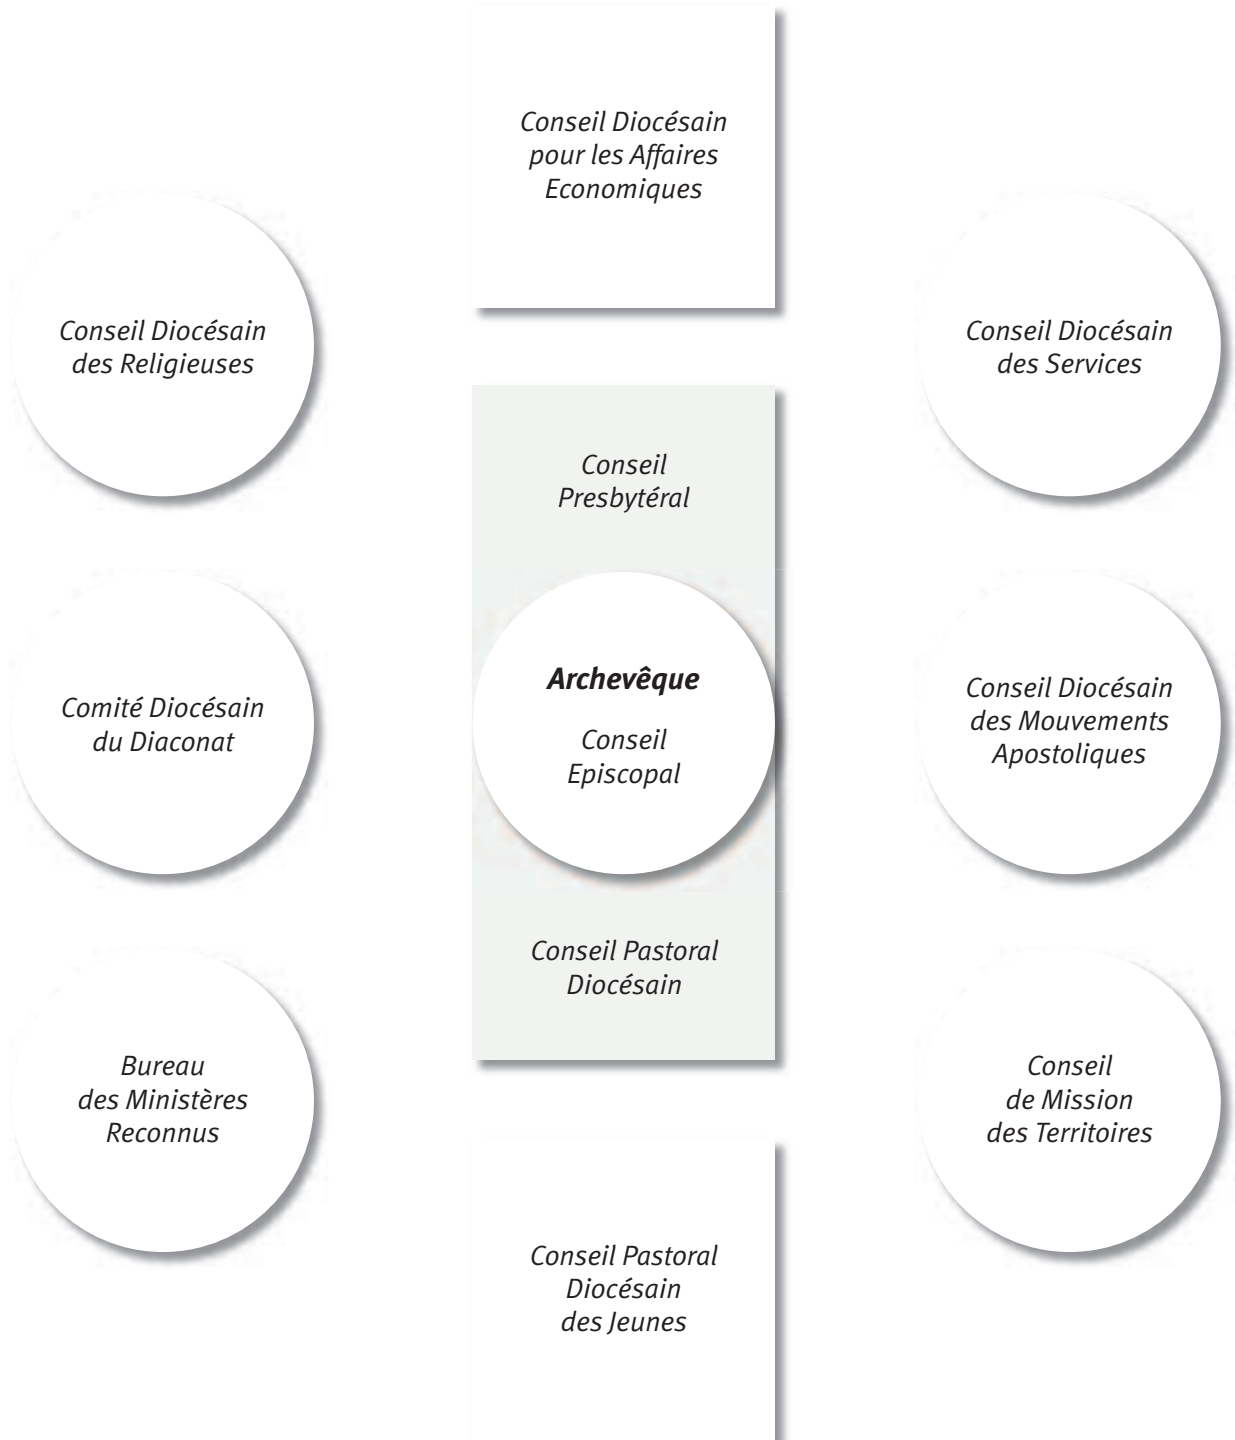 Conseil Diocésain
pour les Affaires
Economiques
Conseil Diocésain
des Religieuses
Conseil Diocésain
des Services
Conseil
Presbytéral
Archevêque
Conseil
Episcopal
Comité Diocésain
du Diaconat
Conseil Diocésain
des Mouvements
Apostoliques
Conseil Pastoral
Diocésain
Bureau
des Ministères
Reconnus
Conseil
de Mission
des Territoires
Conseil Pastoral
Diocésain
des Jeunes